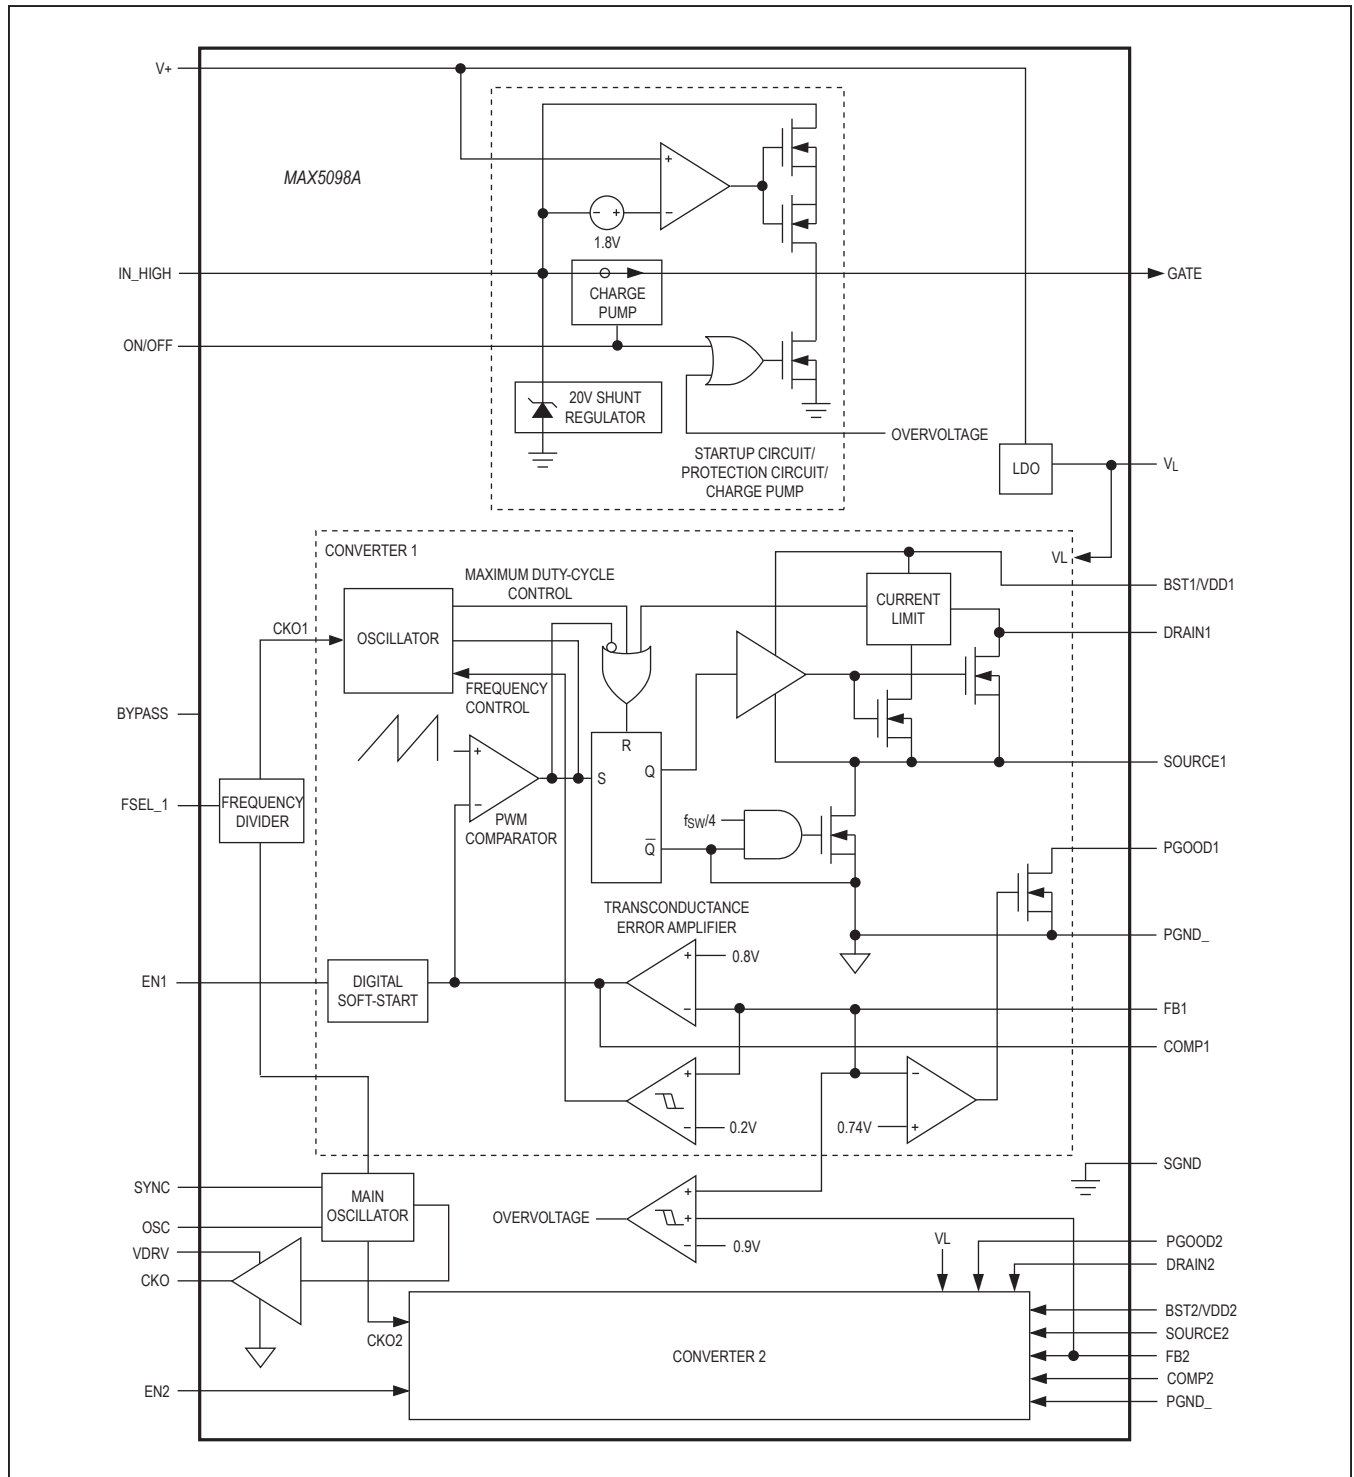 V+
MAX5098A
+
−
− +
1.8V
IN_HIGH
GATE
CHARGE
PUMP
ON/OFF
20V SHUNT
REGULATOR
OVERVOLTAGE
STARTUP CIRCUIT/
PROTECTION CIRCUIT/
CHARGE PUMP
LDO
VL
CONVERTER 1
VL
MAXIMUM DUTY-CYCLE
CONTROL
BST1/VDD1
CURRENT
LIMIT
CKO1
OSCILLATOR
DRAIN1
FREQUENCY
CONTROL
BYPASS
R
+
SOURCE1
Q
S
FSEL_1
FREQUENCY
DIVIDER
−
PWM
COMPARATOR
fSW/4
Q̅
PGOOD1
TRANSCONDUCTANCE
ERROR AMPLIFIER
PGND_
+
0.8V
EN1
DIGITAL
SOFT-START
−
FB1
COMP1
+
−
−
0.2V
0.74V
+
SGND
SYNC
MAIN
OSCILLATOR
+
OVERVOLTAGE
+
OSC
−
0.9V
VL
PGOOD2
VDRV
DRAIN2
CKO
BST2/VDD2
CKO2
SOURCE2
CONVERTER 2
FB2
COMP2
EN2
PGND_